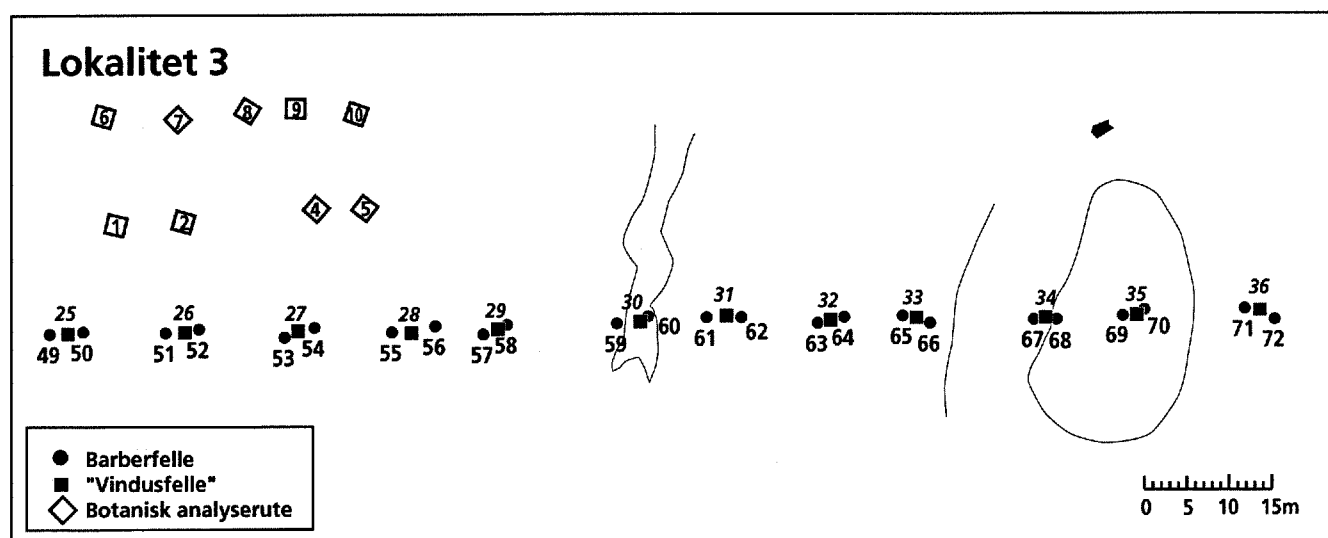 Lokalitet 3
6 7 8 9 10
1 2 4 5
25 26 27 28 29 30 31 32 33 34 35 36
49 50 51 52 53 54 55 56 57 58 59 60 61 62 63 64 65 66 67 68 69 70 71 72
Barberfelle
"Vindusfelle"
Botanisk analyserute
0 5 10 15m